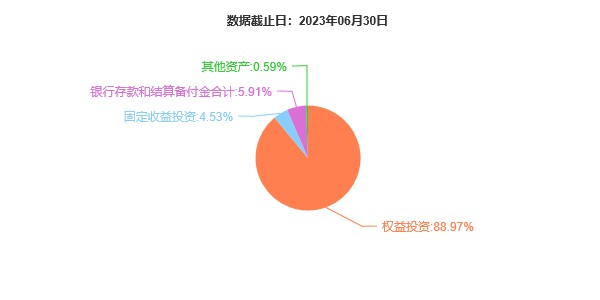 数据截止日：2023年06月30日
其他资产:0.59%
银行存款和结算备付金合计:5.91%
固定收益投资:4.53%
权益投资:88.97%